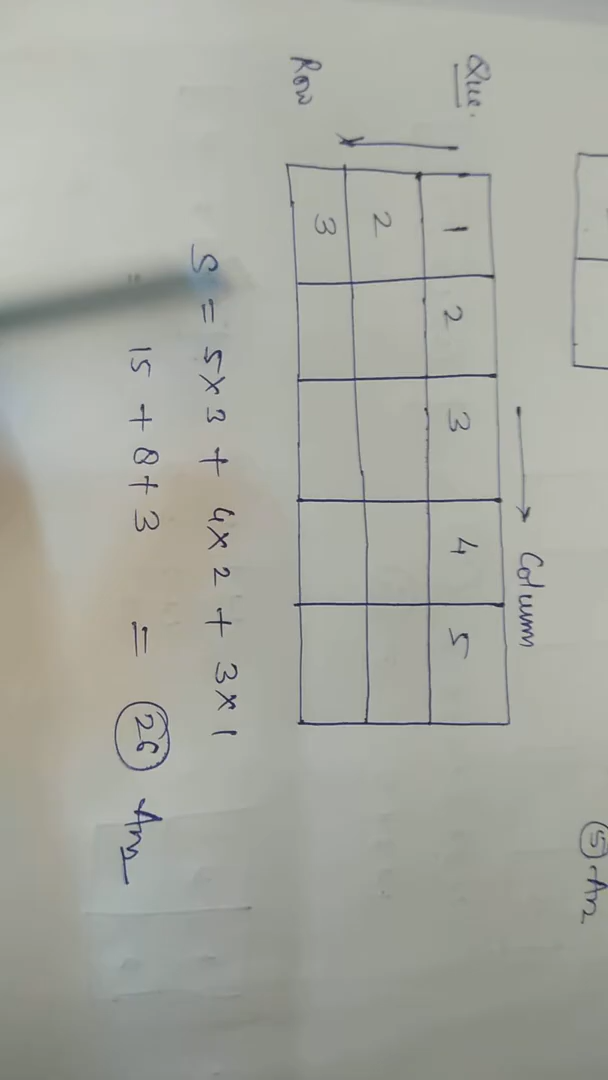 Que.
Column
Row
1 2 3 4 5
2
3
S = 5×3 + 4×2 + 3×1
= 15 + 8 + 3 = 26 Ans
5 Ans